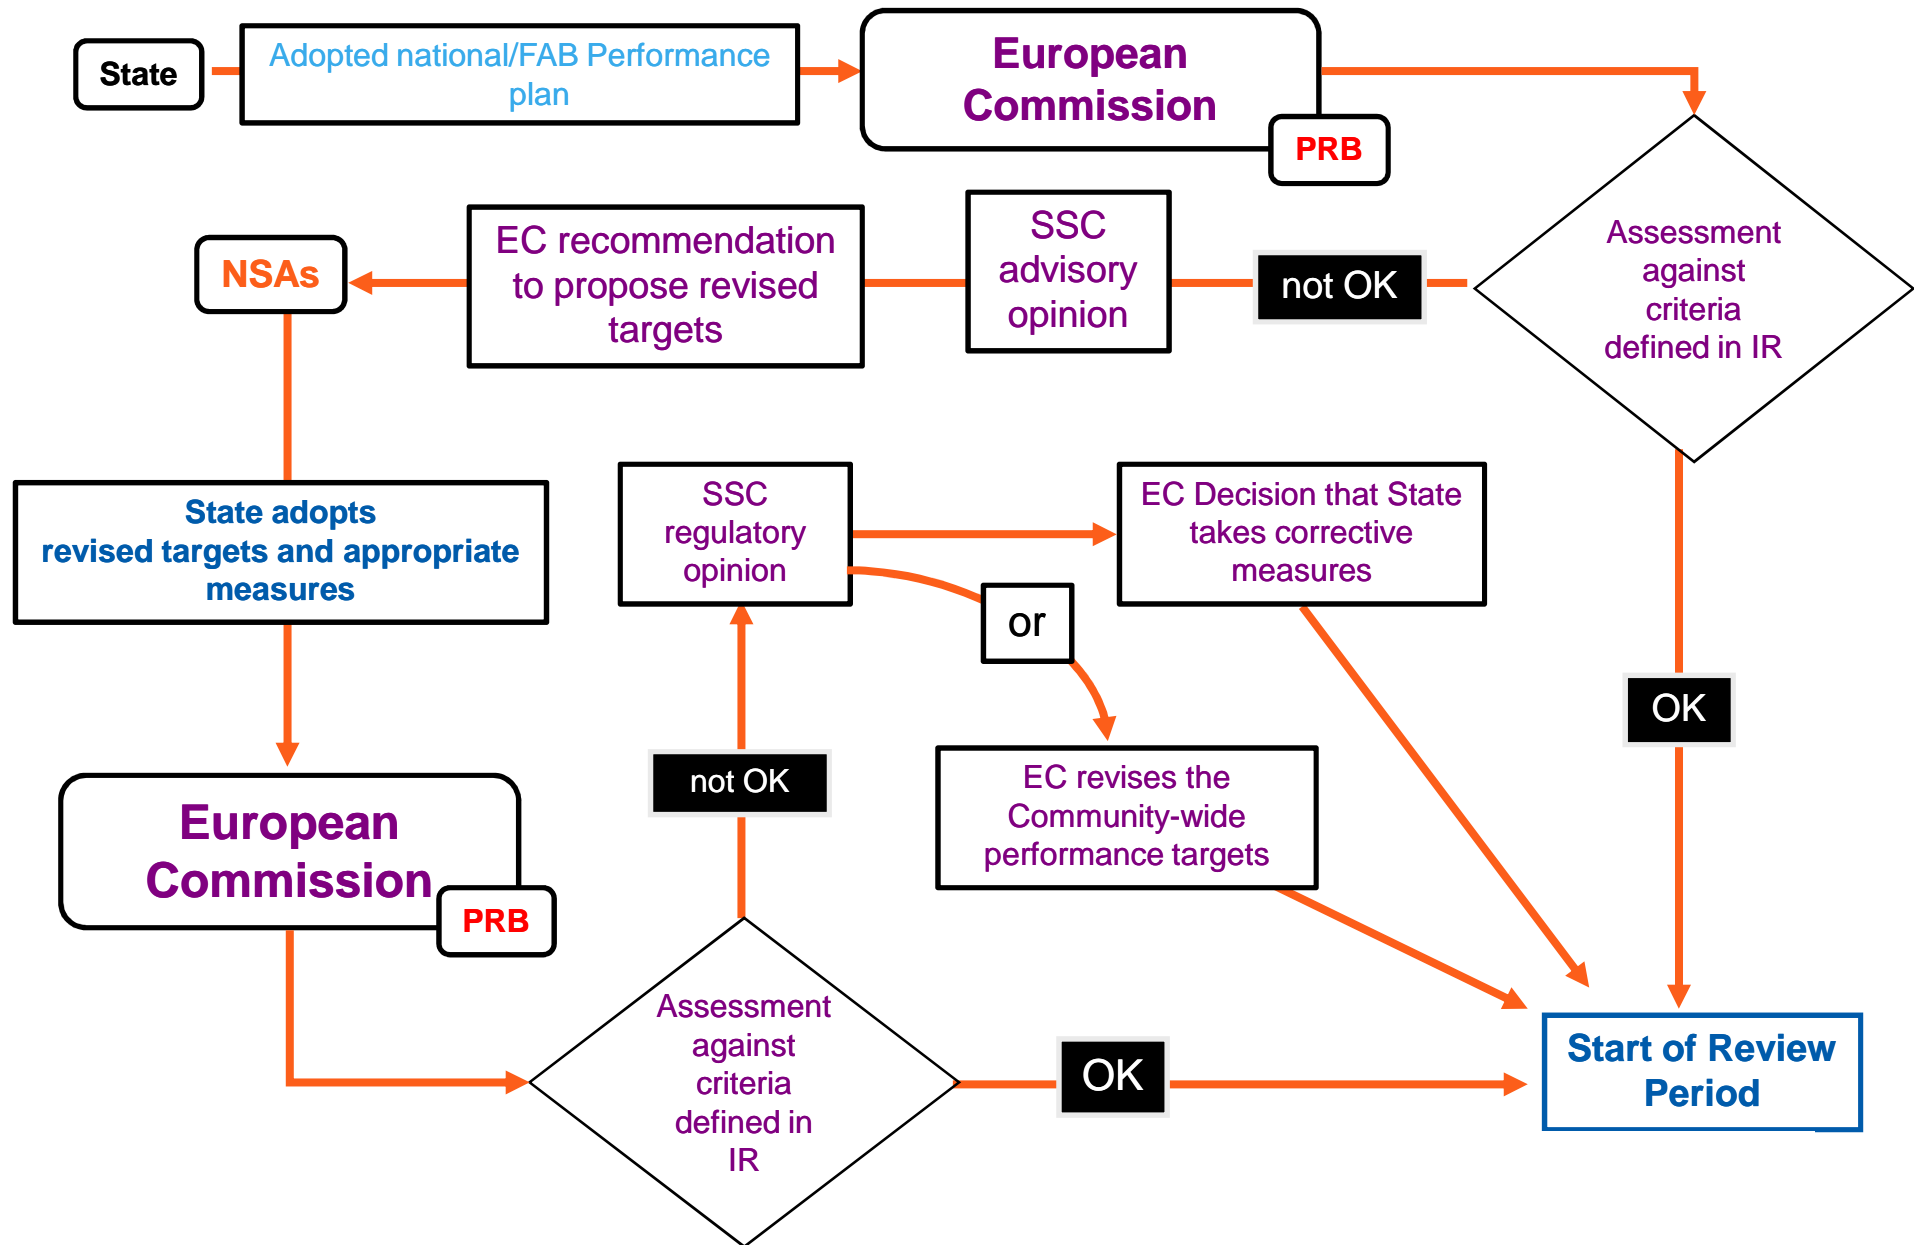 State
Adopted national/FAB Performance
plan
European
Commission
PRB
Assessment
against
criteria
defined in IR
not OK
SSC
advisory
opinion
EC recommendation
to propose revised
targets
NSAs
State adopts
revised targets and appropriate
measures
European
Commission
PRB
Assessment
against
criteria
defined in
IR
not OK
SSC
regulatory
opinion
or
EC Decision that State
takes corrective
measures
EC revises the
Community-wide
performance targets
OK
OK
Start of Review
Period